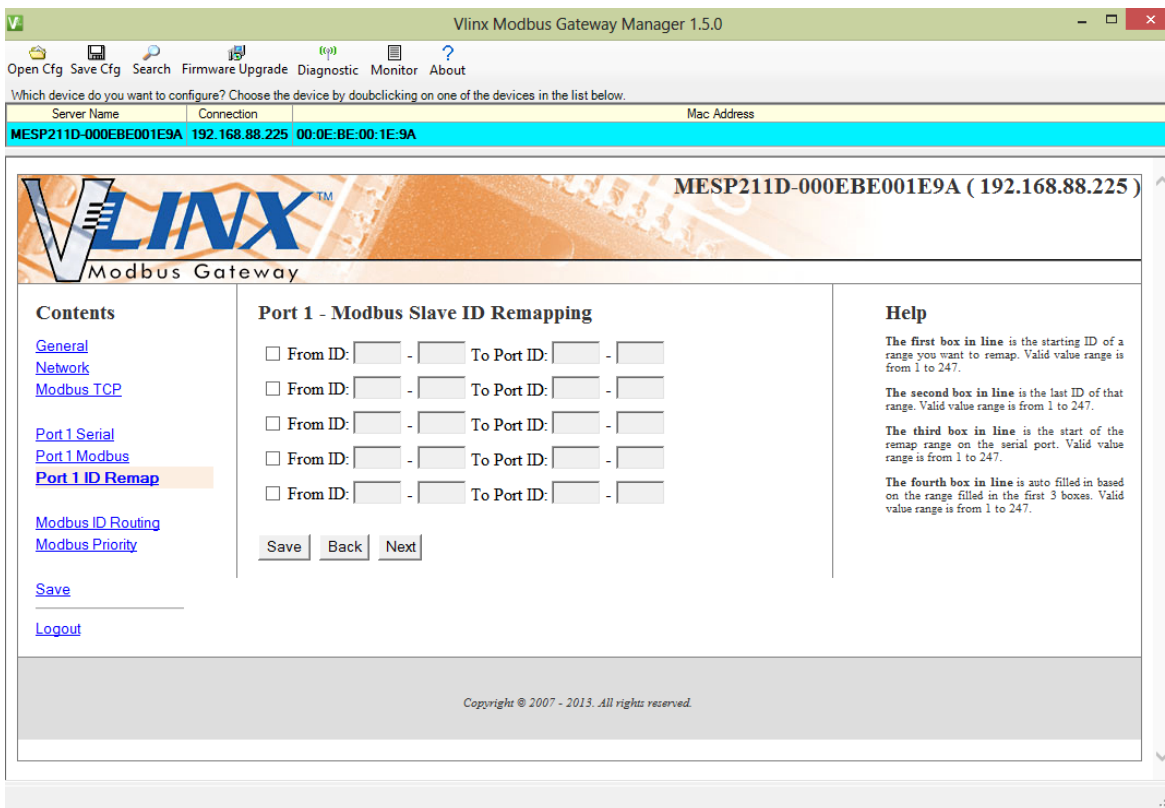 Vlinx Modbus Gateway Manager 1.5.0
Open Cfg Save Cfg Search Firmware Upgrade Diagnostic Monitor About
Which device do you want to configure? Choose the device by doubclicking on one of the devices in the list below.
Server Name Connection Mac Address
MESP211D-000EBE001E9A 192.168.88.225 00:0E:BE:00:1E:9A
MESP211D-000EBE001E9A ( 192.168.88.225 )
VLINX TM
Modbus Gateway
Contents
General
Network
Modbus TCP
Port 1 Serial
Port 1 Modbus
Port 1 ID Remap
Modbus ID Routing
Modbus Priority
Save
Logout
Port 1 - Modbus Slave ID Remapping
From ID: - To Port ID: -
From ID: - To Port ID: -
From ID: - To Port ID: -
From ID: - To Port ID: -
From ID: - To Port ID: -
Save Back Next
Help
The first box in line is the starting ID of a
range you want to remap. Valid value range is
from 1 to 247.
The second box in line is the last ID of that
range. Valid value range is from 1 to 247.
The third box in line is the start of the
remap range on the serial port. Valid value
range is from 1 to 247.
The fourth box in line is auto filled in based
on the range filled in the first 3 boxes. Valid
value range is from 1 to 247.
Copyright © 2007 - 2013. All rights reserved.